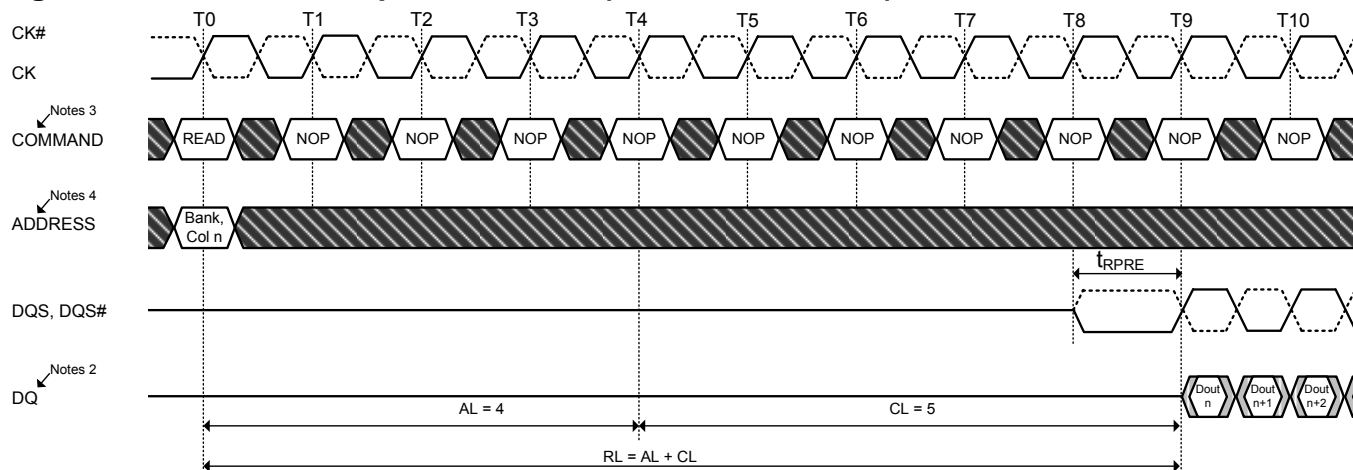 T0 T1 T2 T3 T4 T5 T6 T7 T8 T9 T10
CK#
CK
Notes 3
COMMAND READ NOP NOP NOP NOP NOP NOP NOP NOP NOP NOP
Notes 4
ADDRESS Bank, Col n
tRPRE
DQS, DQS#
Notes 2
DQ Dout n Dout n+1 Dout n+2
AL = 4 CL = 5
RL = AL + CL